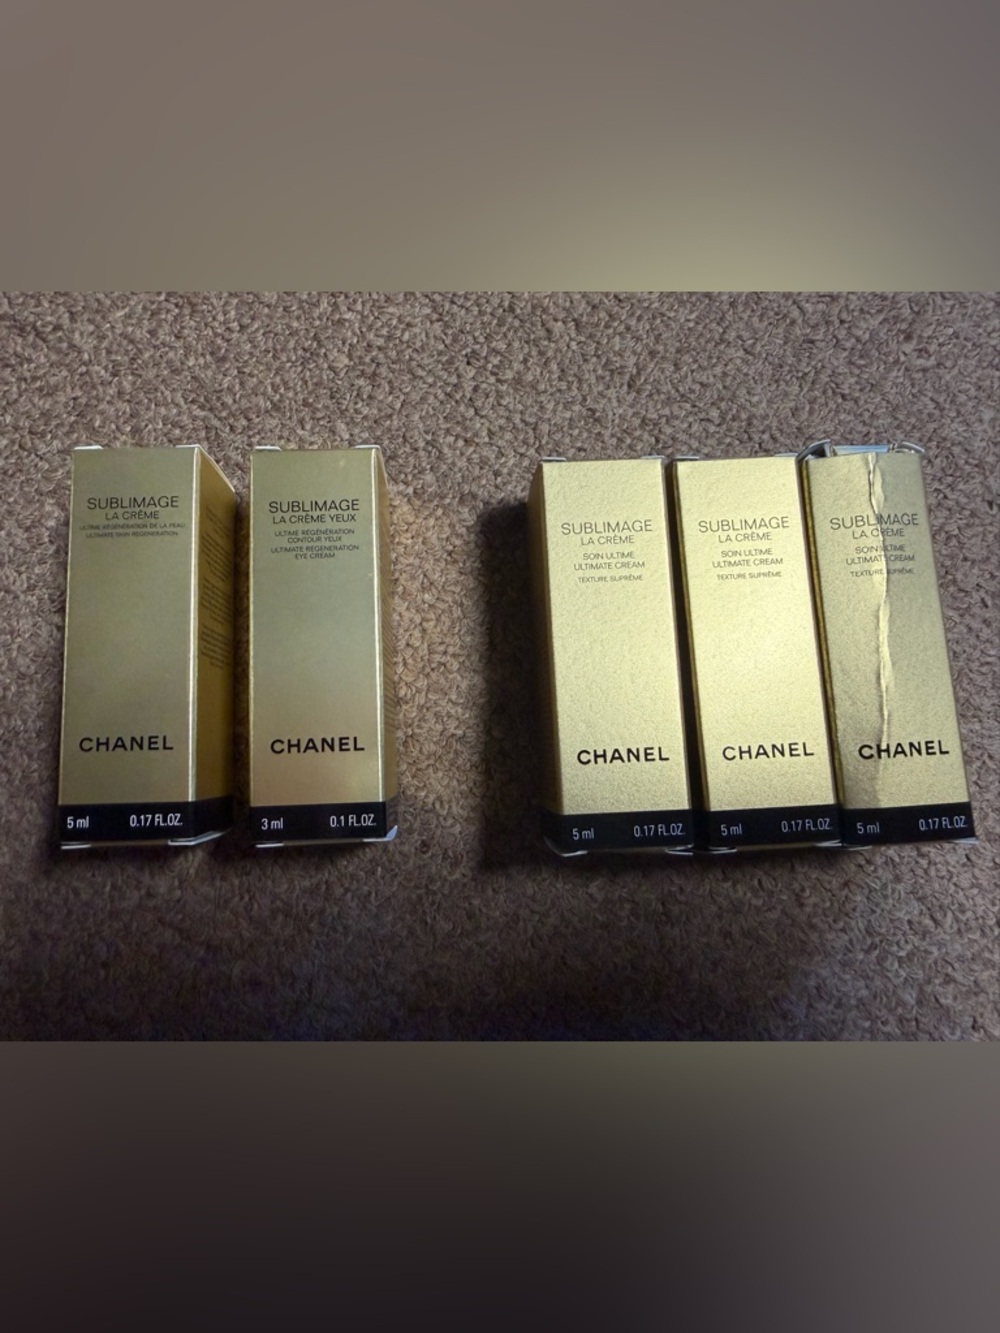 SUBLIMAGE
LA CRÈME
ULTIME RÉGÉNÉRATION DE LA PEAU
ULTIMATE SKIN REGENERATION
CHANEL
5 ml 0.17 FL.OZ.
SUBLIMAGE
LA CRÈME YEUX
ULTIME RÉGÉNÉRATION
CONTOUR YEUX
ULTIMATE REGENERATION
EYE CREAM
CHANEL
3 ml 0.1 FL.OZ.
SUBLIMAGE
LA CRÈME
SOIN ULTIME
ULTIMATE CREAM
TEXTURE SUPRÊME
CHANEL
5 ml 0.17 FL.OZ.
SUBLIMAGE
LA CRÈME
SOIN ULTIME
ULTIMATE CREAM
TEXTURE SUPRÊME
CHANEL
5 ml 0.17 FL.OZ.
SUBLIMAGE
LA CRÈME
SOIN ULTIME
ULTIMATE CREAM
TEXTURE SUPRÊME
CHANEL
5 ml 0.17 FL.OZ.